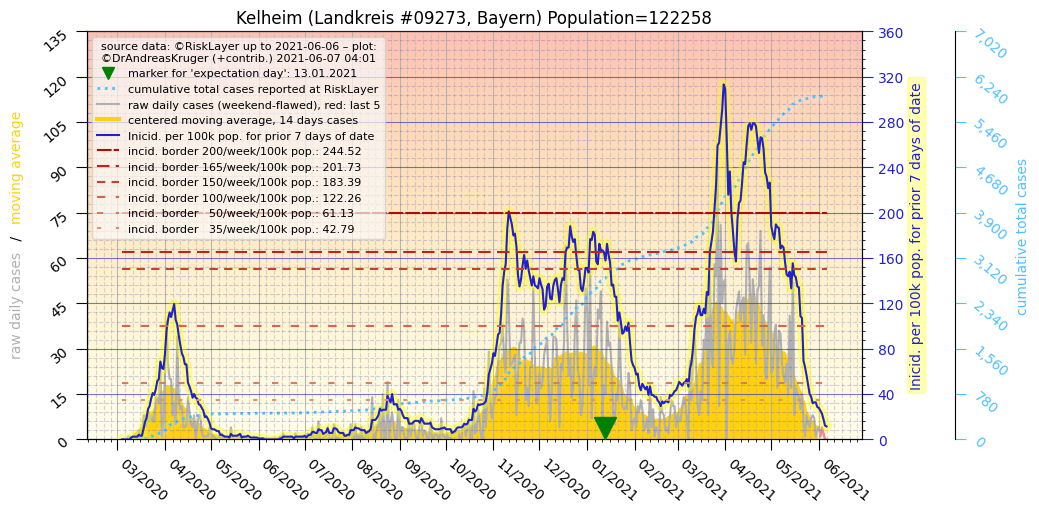 Kelheim (Landkreis #09273, Bayern) Population=122258
source data: ©RiskLayer up to 2021-06-06 – plot:
©DrAndreasKruger (+contrib.) 2021-06-07 04:01
marker for 'expectation day': 13.01.2021
cumulative total cases reported at RiskLayer
raw daily cases (weekend-flawed), red: last 5
centered moving average, 14 days cases
Inicid. per 100k pop. for prior 7 days of date
incid. border 200/week/100k pop.: 244.52
incid. border 165/week/100k pop.: 201.73
incid. border 150/week/100k pop.: 183.39
incid. border 100/week/100k pop.: 122.26
incid. border 50/week/100k pop.: 61.13
incid. border 35/week/100k pop.: 42.79
raw daily cases / moving average
135
120
105
90
75
60
45
30
15
0
03/2020
04/2020
05/2020
06/2020
07/2020
08/2020
09/2020
10/2020
11/2020
12/2020
01/2021
02/2021
03/2021
04/2021
05/2021
06/2021
360
320
280
240
200
160
120
80
40
0
Inicid. per 100k pop. for prior 7 days of date
7,020
6,240
5,460
4,680
3,900
3,120
2,340
1,560
780
0
cumulative total cases